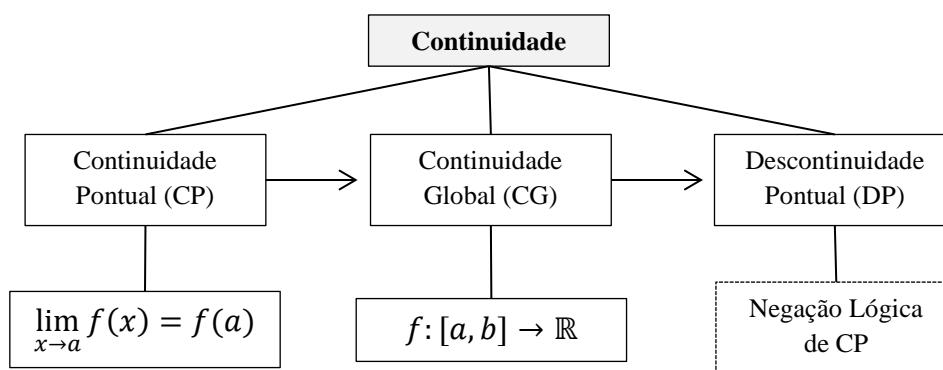 Continuidade
Continuidade
Pontual (CP)
Continuidade
Global (CG)
Descontinuidade
Pontual (DP)
lim f(x) = f(a)
x→a
f: [a, b] → ℝ
Negação Lógica
de CP